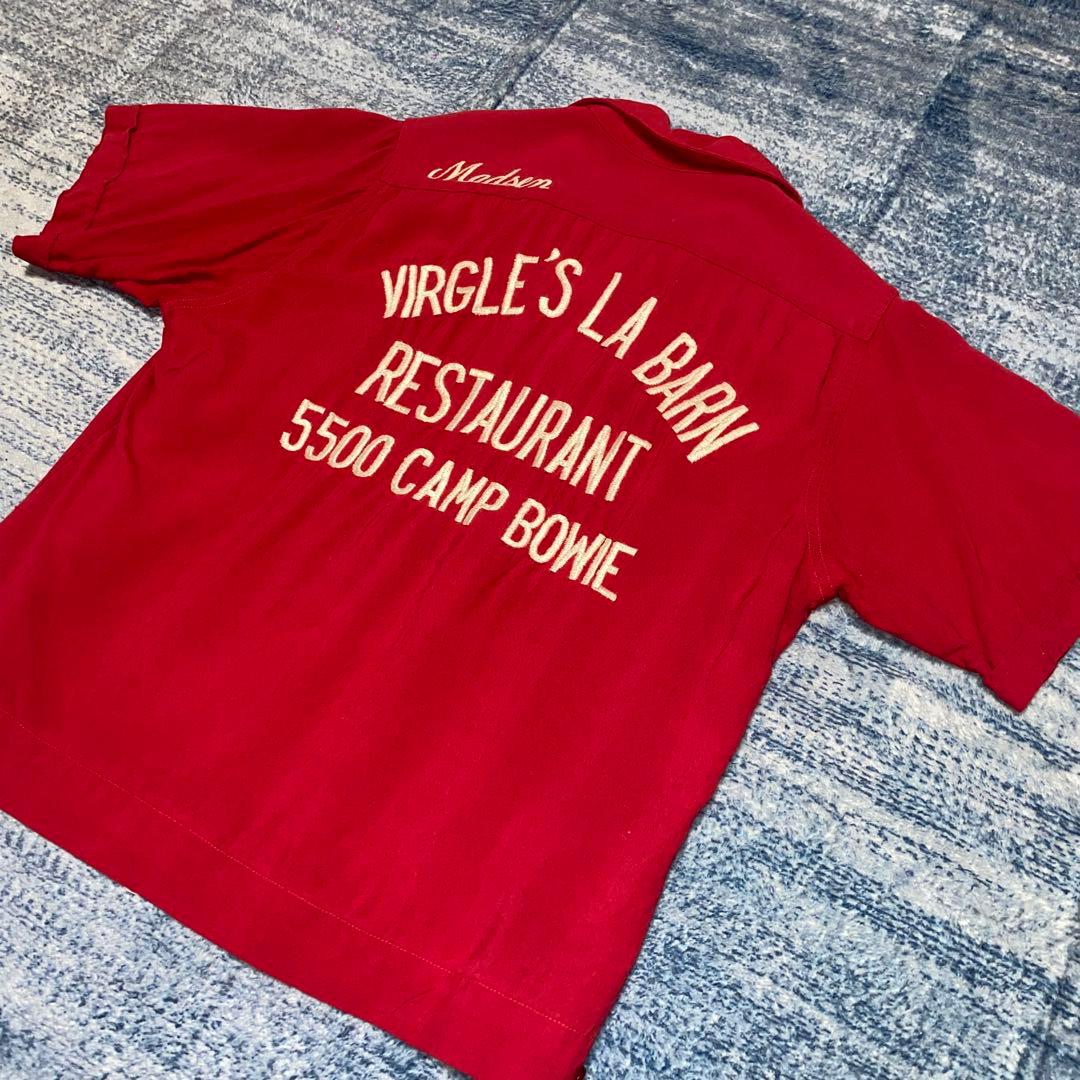 Madsen
VIRGLE'S LA BARN
RESTAURANT
5500 CAMP BOWIE